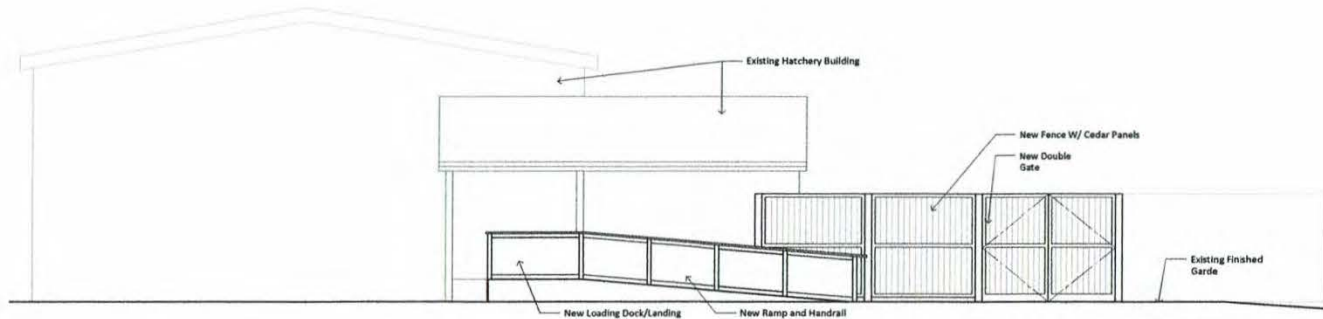 Existing Hatchery Building
New Fence W/ Cedar Panels
New Double
Gate
Existing Finished
Garde
New Loading Dock/Landing
New Ramp and Handrail